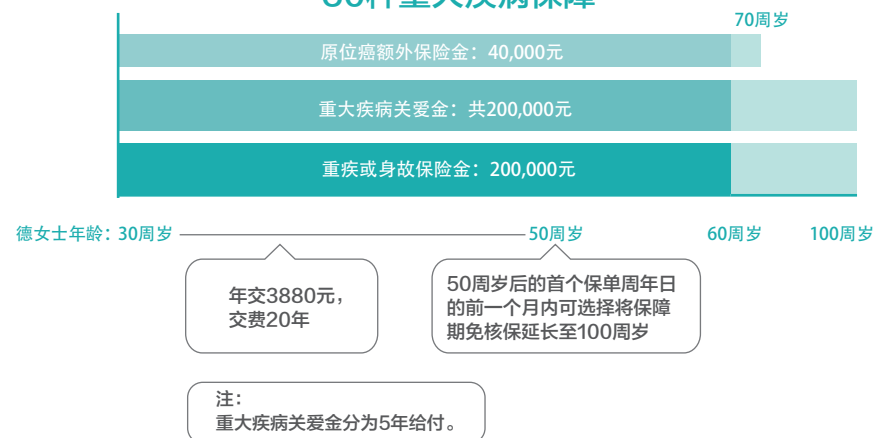 70周岁
原位癌额外保险金：40,000元
重大疾病关爱金：共200,000元
重疾或身故保险金：200,000元
德女士年龄：30周岁 50周岁 60周岁 100周岁
年交3880元，
交费20年
50周岁后的首个保单周年日
的前一个月内可选择将保障
期免核保延长至100周岁
注：
重大疾病关爱金分为5年给付。